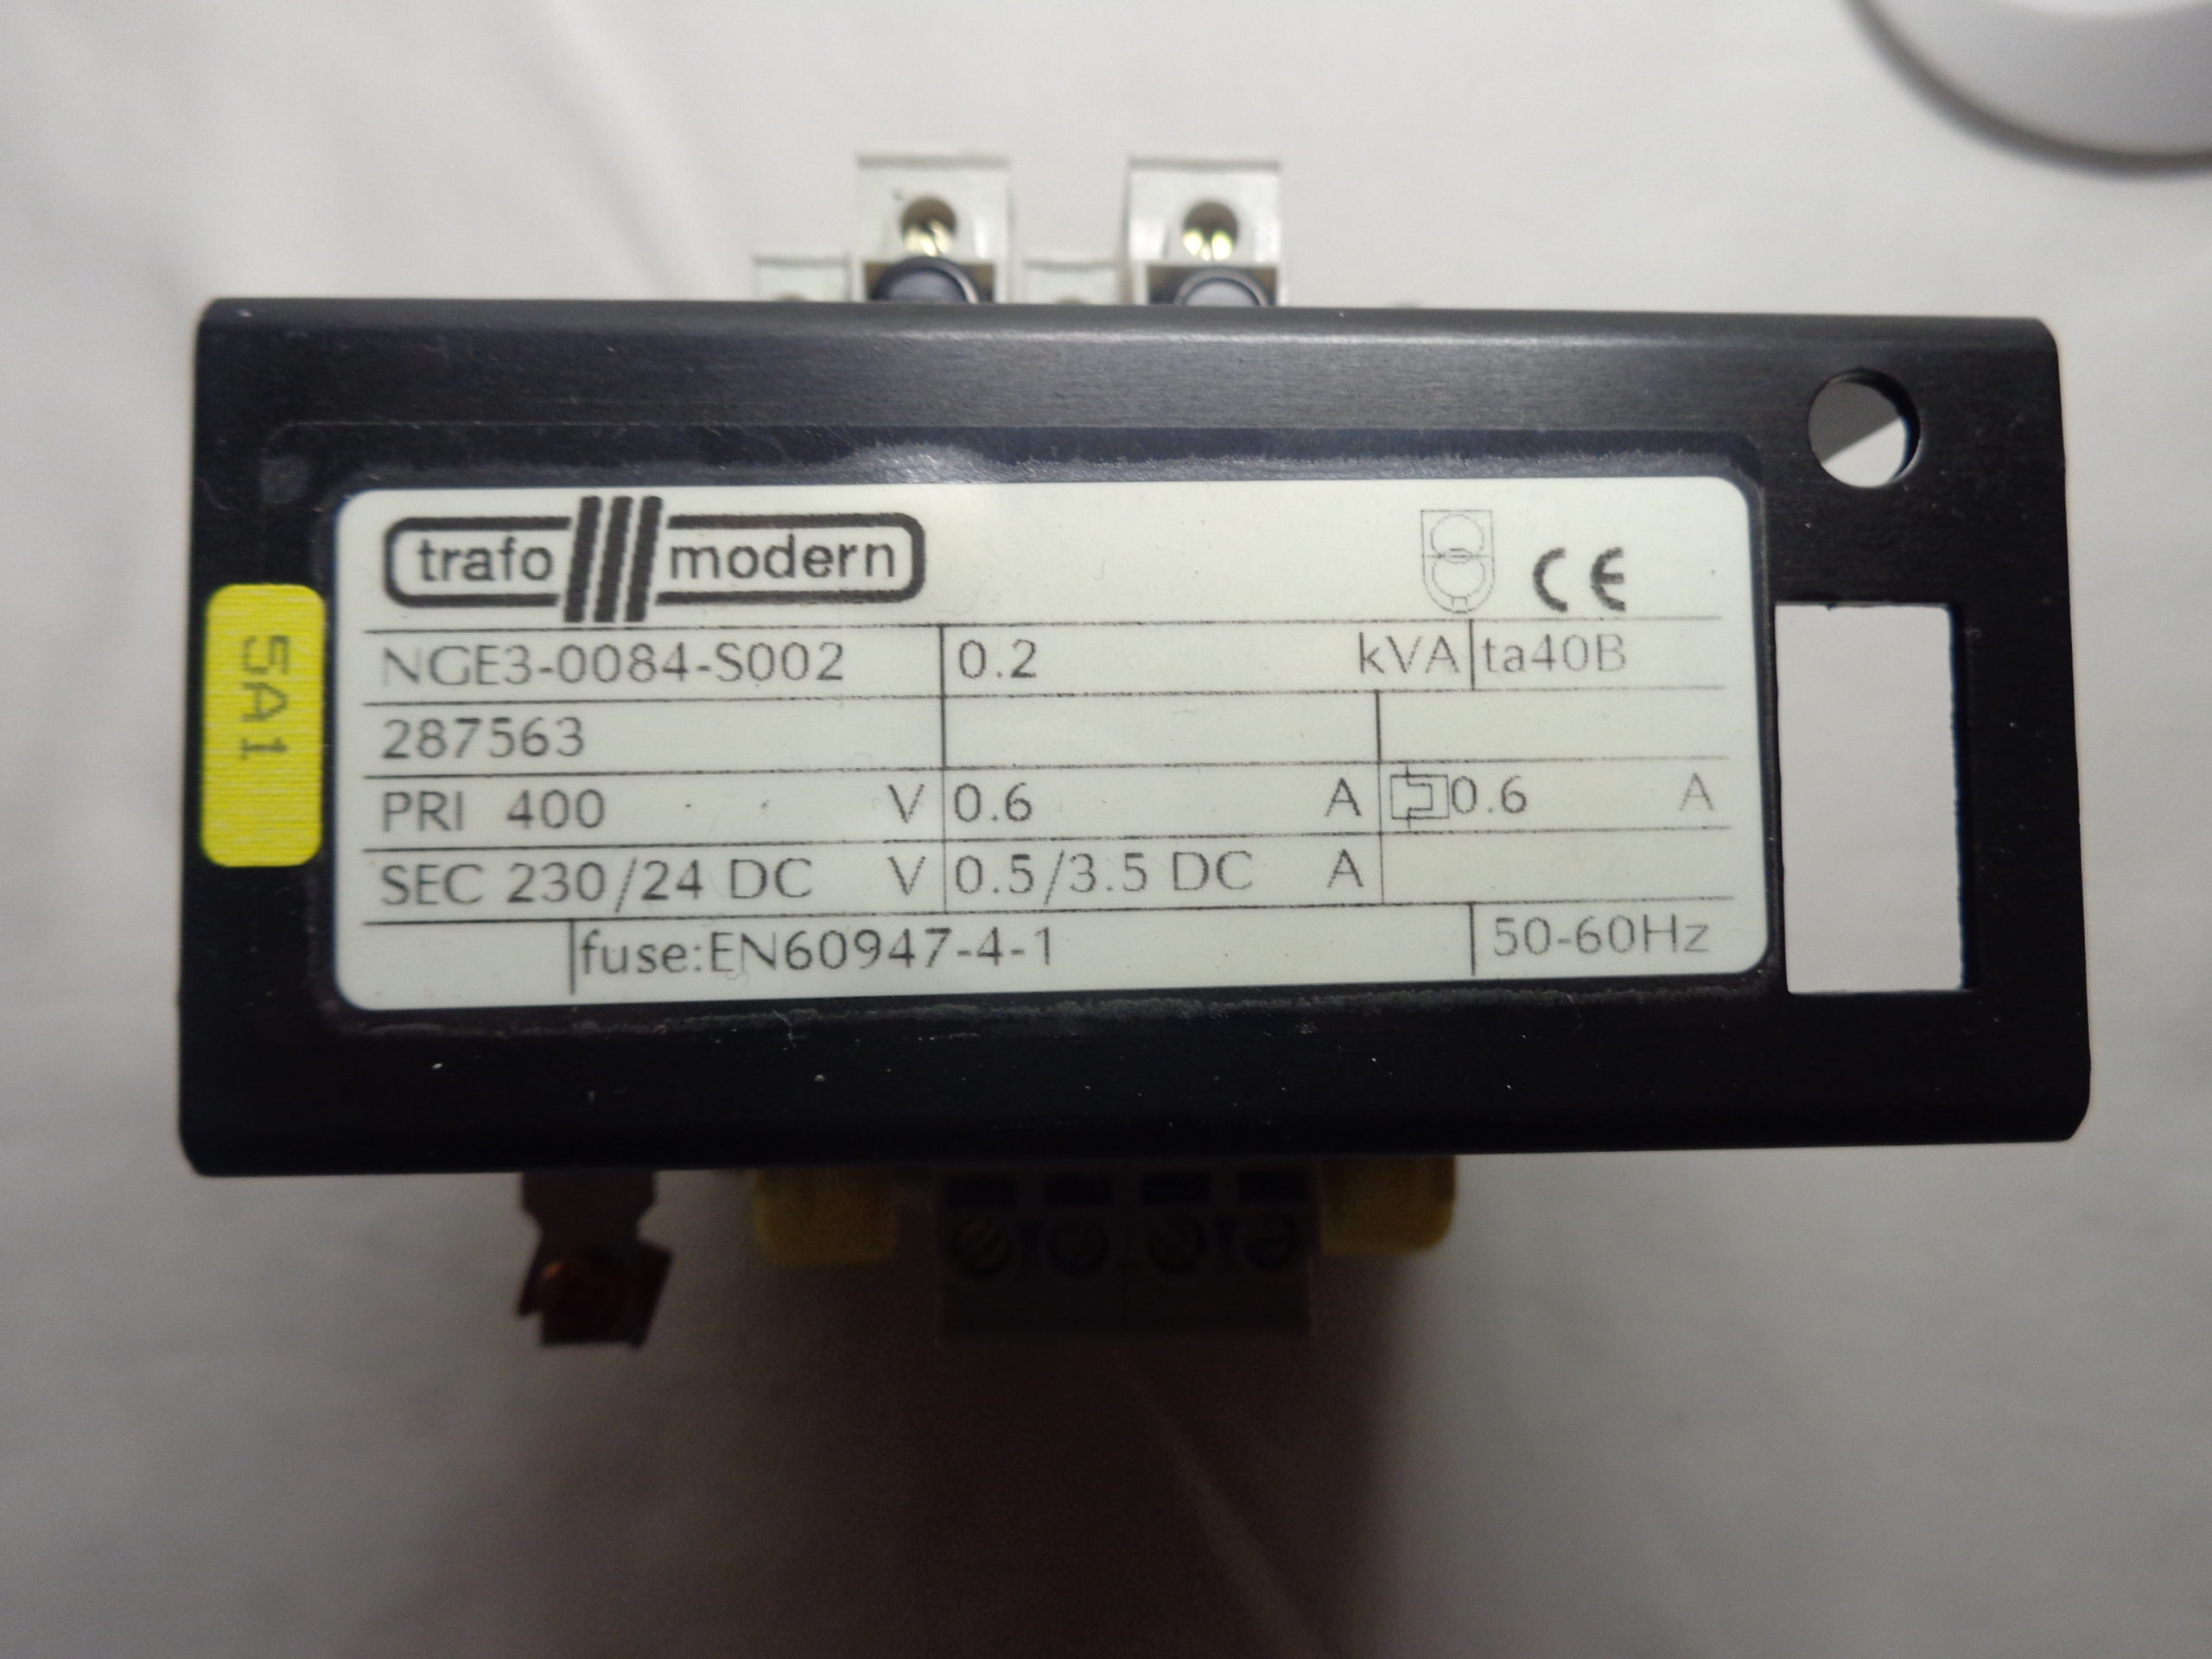 trafo modern
CE
NGE3-0084-S002 0.2 kVA ta40B
287563
PRI 400 V 0.6 A 0.6 A
SEC 230/24 DC V 0.5/3.5 DC A
fuse:EN60947-4-1 50-60Hz
5A1